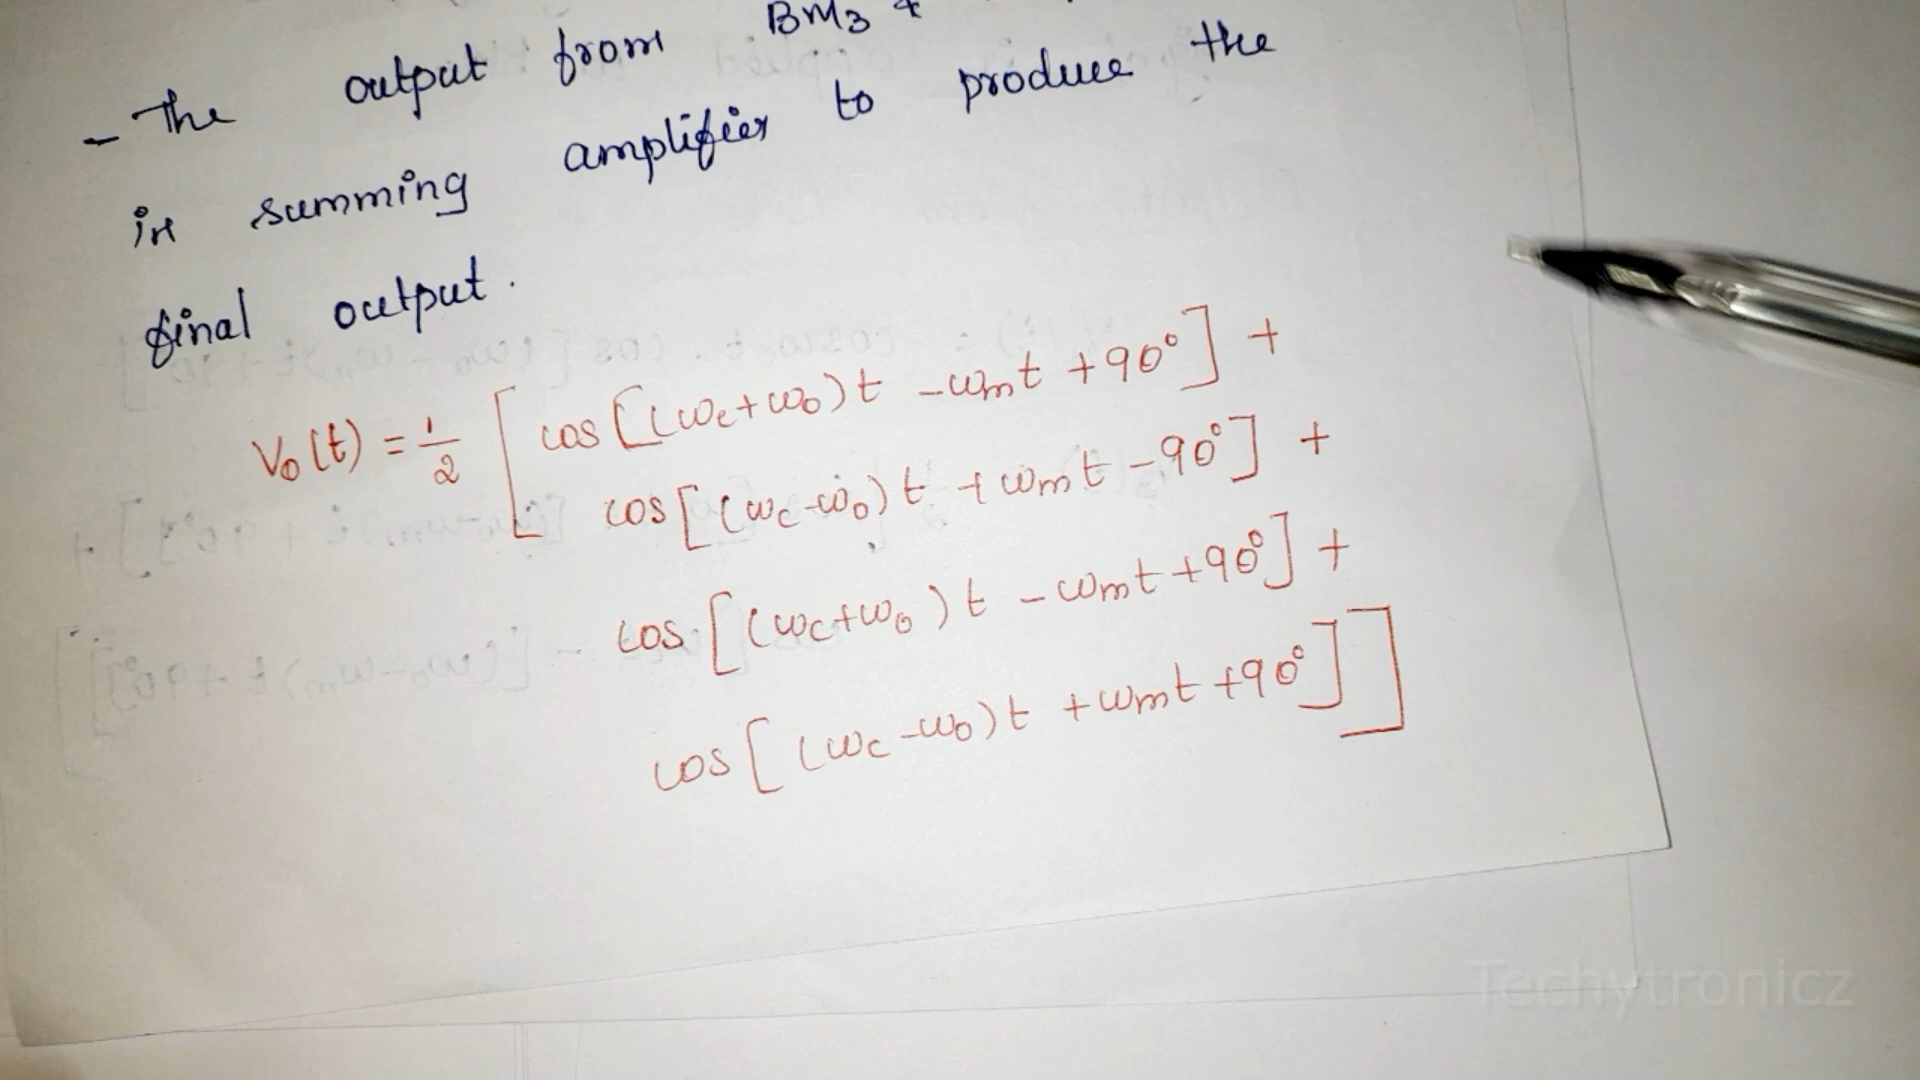 - The output from BM3 &
in summing amplifier to produce the
final output.
V₀(t) = 1/2 [ cos [(ωc+ω₀)t - ωmt +90°] +
cos [(ωc-ω₀)t + ωmt - 90°] +
cos [(ωc+ω₀)t - ωmt +90°] +
cos [(ωc-ω₀)t + ωmt +90°] ]
Techytronicz